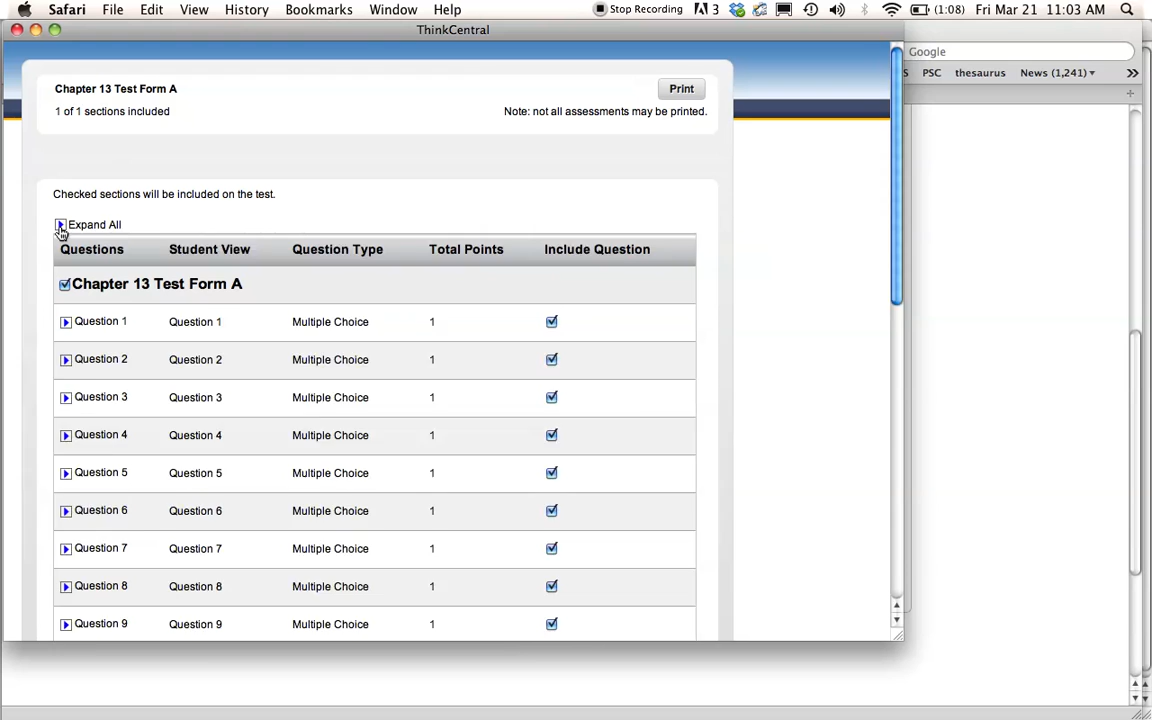 Safari File Edit View History Bookmarks Window Help Stop Recording 3 (1:08) Fri Mar 21 11:03 AM
ThinkCentral
Google
S PSC thesaurus News (1,241)▾ »
Chapter 13 Test Form A
Print
1 of 1 sections included
Note: not all assessments may be printed.
Checked sections will be included on the test.
Expand All
Questions Student View Question Type Total Points Include Question
Chapter 13 Test Form A
Question 1 Question 1 Multiple Choice 1
Question 2 Question 2 Multiple Choice 1
Question 3 Question 3 Multiple Choice 1
Question 4 Question 4 Multiple Choice 1
Question 5 Question 5 Multiple Choice 1
Question 6 Question 6 Multiple Choice 1
Question 7 Question 7 Multiple Choice 1
Question 8 Question 8 Multiple Choice 1
Question 9 Question 9 Multiple Choice 1